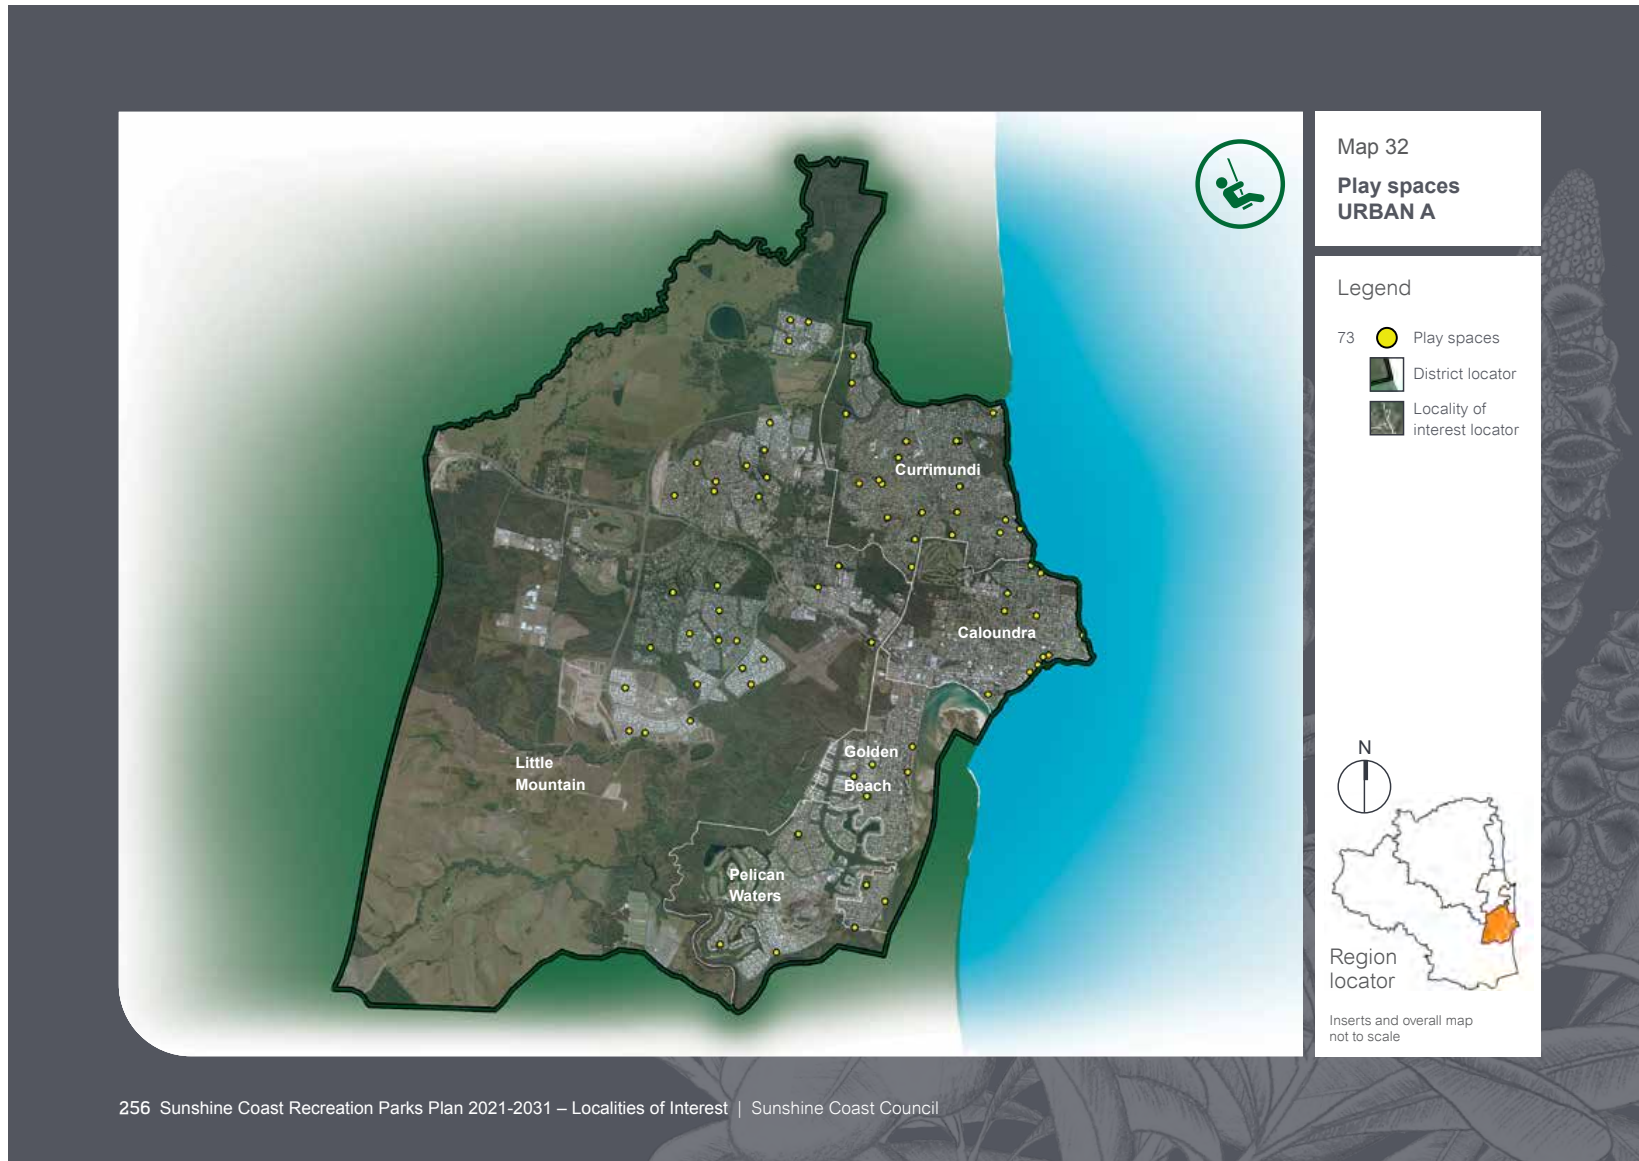 Map 32
Play spaces
URBAN A
Legend
73 Play spaces
District locator
Locality of
interest locator
Currimundi
Caloundra
Golden
Beach
Little
Mountain
Pelican
Waters
N
Region
locator
Inserts and overall map
not to scale
256 Sunshine Coast Recreation Parks Plan 2021-2031 – Localities of Interest | Sunshine Coast Council